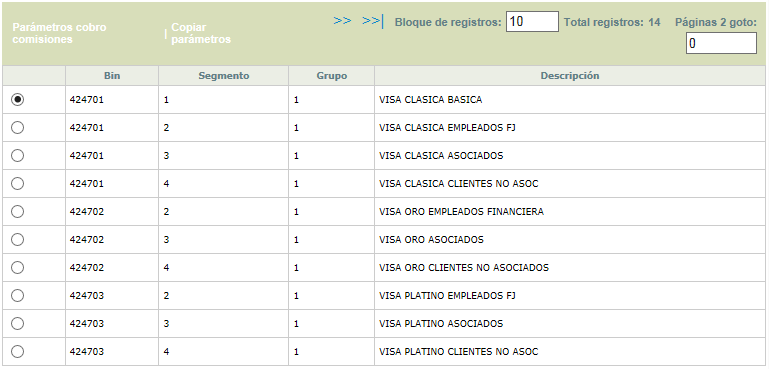 Parámetros cobro comisiones | Copiar parámetros >> >>| Bloque de registros: 10 Total registros: 14 Páginas 2 goto: 0
Bin Segmento Grupo Descripción
424701 1 1 VISA CLASICA BASICA
424701 2 1 VISA CLASICA EMPLEADOS FJ
424701 3 1 VISA CLASICA ASOCIADOS
424701 4 1 VISA CLASICA CLIENTES NO ASOC
424702 2 1 VISA ORO EMPLEADOS FINANCIERA
424702 3 1 VISA ORO ASOCIADOS
424702 4 1 VISA ORO CLIENTES NO ASOCIADOS
424703 2 1 VISA PLATINO EMPLEADOS FJ
424703 3 1 VISA PLATINO ASOCIADOS
424703 4 1 VISA PLATINO CLIENTES NO ASOC